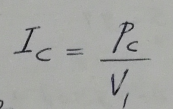 I_C = P_C / V_1